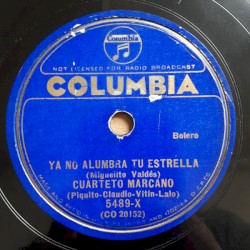 Columbia
NOT LICENSED FOR RADIO BROADCAST
COLUMBIA
Bolero
YA NO ALUMBRA TU ESTRELLA
(Miguelito Valdés)
CUARTETO MARCANO
(Piquito-Claudio-Vitin-Lalo)
5489-X
(CO 20152)